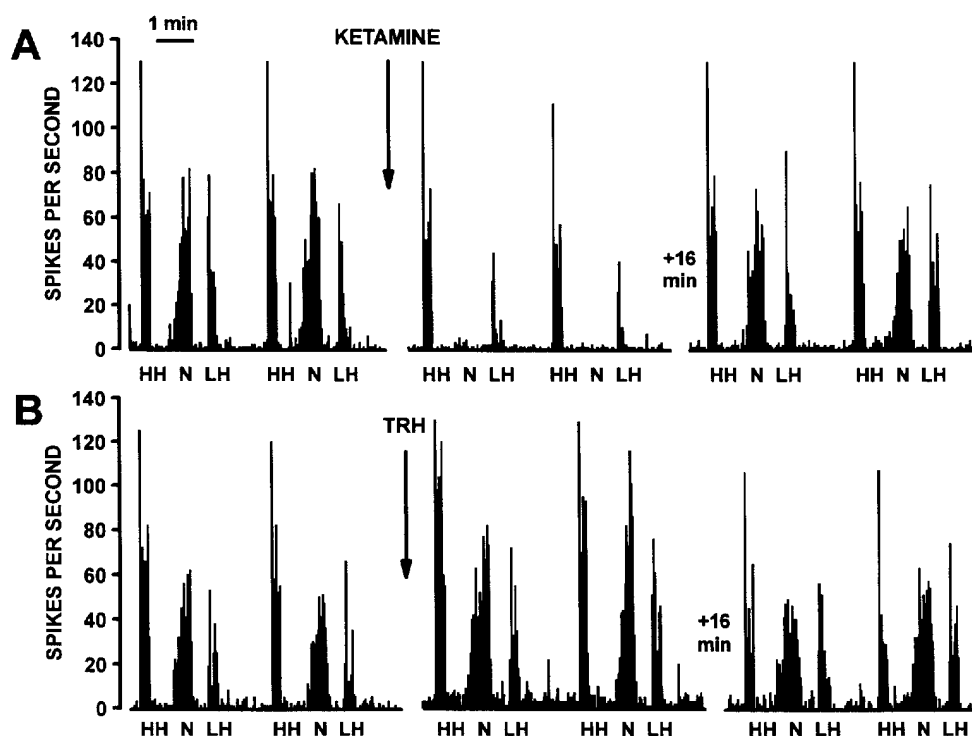 A
1 min
KETAMINE
SPIKES PER SECOND
140
120
100
80
60
40
20
0
+16
min
HH N LH HH N LH HH N LH HH N LH HH N LH HH N LH
B
TRH
SPIKES PER SECOND
140
120
100
80
60
40
20
0
+16
min
HH N LH HH N LH HH N LH HH N LH HH N LH HH N LH